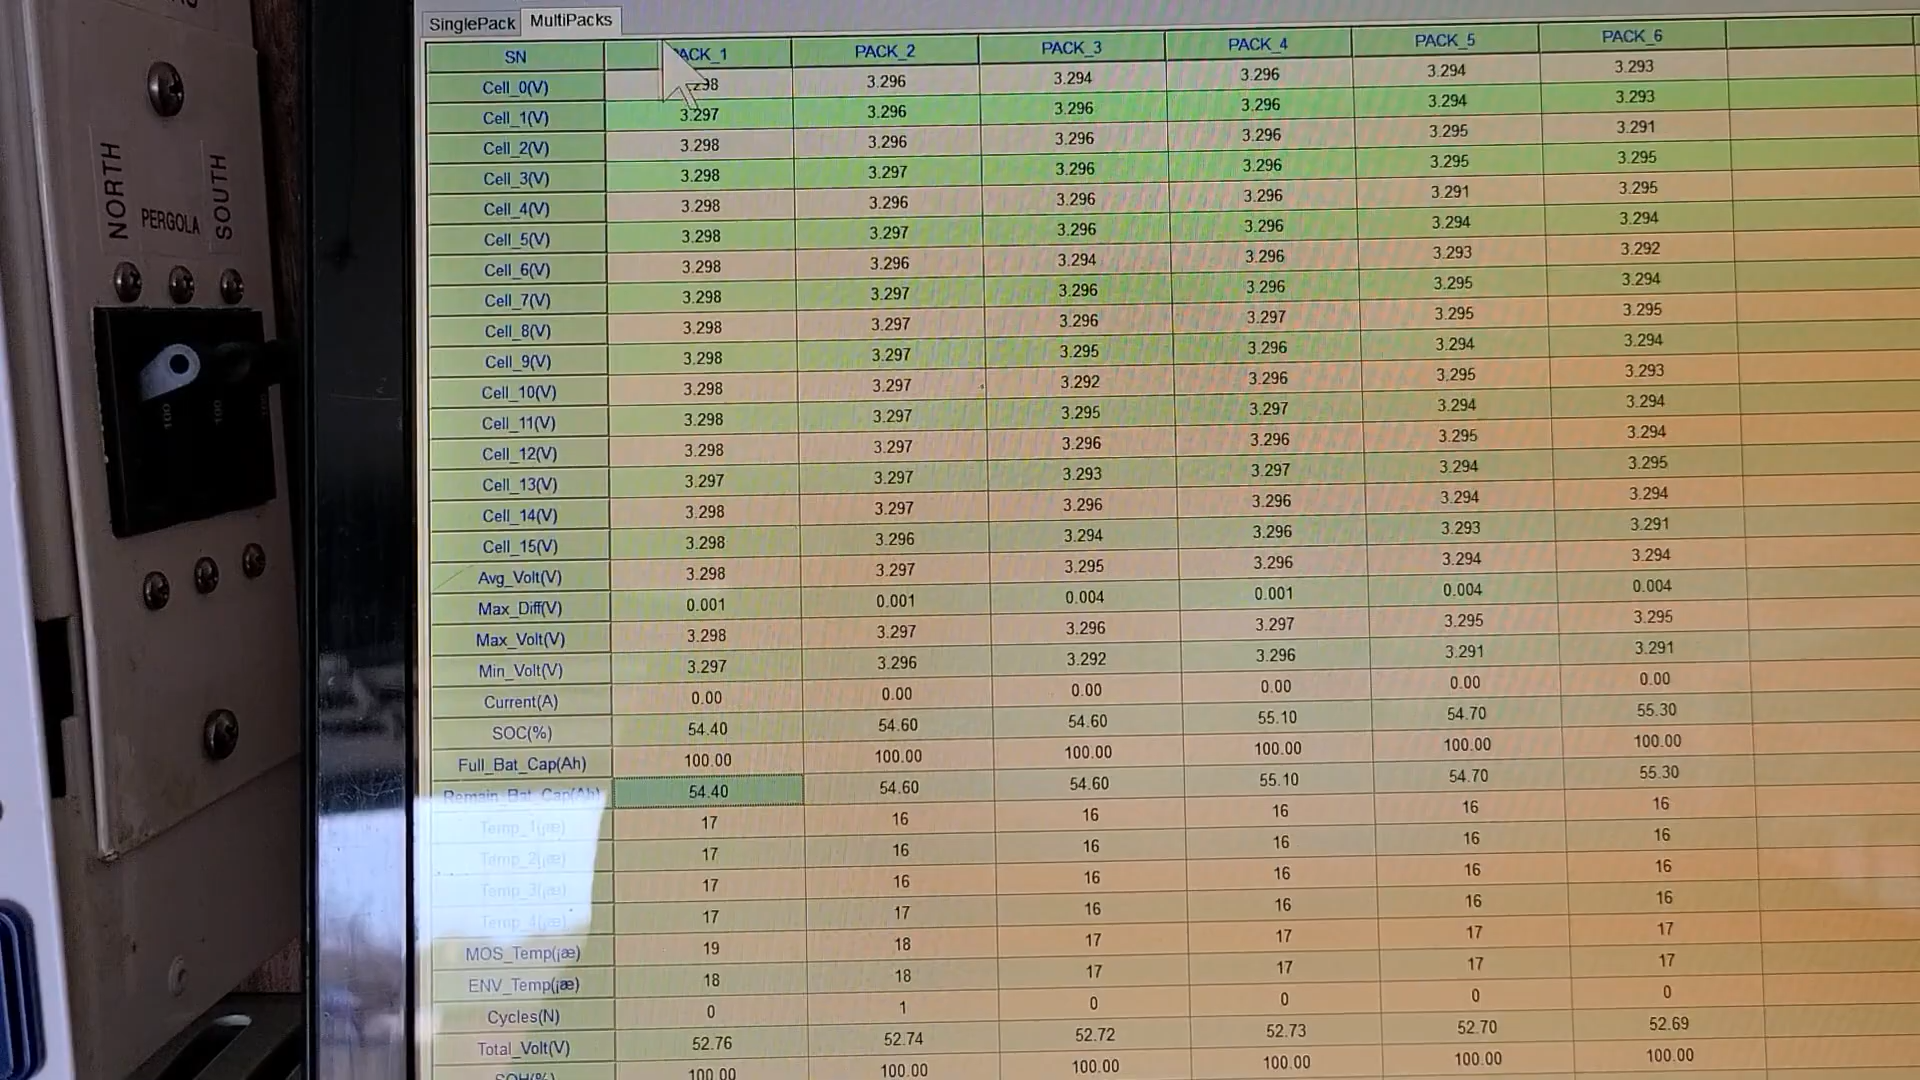 SinglePack MultiPacks
SN PACK_1 PACK_2 PACK_3 PACK_4 PACK_5 PACK_6
Cell_0(V) 3.296 3.294 3.296 3.294 3.293
Cell_1(V) 3.297 3.296 3.296 3.296 3.294 3.293
Cell_2(V) 3.298 3.296 3.296 3.296 3.295 3.291
Cell_3(V) 3.298 3.297 3.296 3.296 3.295 3.295
Cell_4(V) 3.298 3.296 3.296 3.296 3.291 3.295
Cell_5(V) 3.298 3.297 3.296 3.296 3.294 3.294
Cell_6(V) 3.298 3.296 3.294 3.296 3.293 3.292
Cell_7(V) 3.298 3.297 3.296 3.296 3.295 3.294
Cell_8(V) 3.298 3.297 3.296 3.297 3.295 3.295
Cell_9(V) 3.298 3.297 3.295 3.296 3.294 3.294
Cell_10(V) 3.298 3.297 3.292 3.296 3.295 3.293
Cell_11(V) 3.298 3.297 3.295 3.297 3.294 3.294
Cell_12(V) 3.298 3.297 3.296 3.296 3.295 3.294
Cell_13(V) 3.297 3.297 3.293 3.297 3.294 3.295
Cell_14(V) 3.298 3.297 3.296 3.296 3.294 3.294
Cell_15(V) 3.298 3.296 3.294 3.296 3.293 3.291
Avg_Volt(V) 3.298 3.297 3.295 3.296 3.294 3.294
Max_Diff(V) 0.001 0.001 0.004 0.001 0.004 0.004
Max_Volt(V) 3.298 3.297 3.296 3.297 3.295 3.295
Min_Volt(V) 3.297 3.296 3.292 3.296 3.291 3.291
Current(A) 0.00 0.00 0.00 0.00 0.00 0.00
SOC(%) 54.40 54.60 54.60 55.10 54.70 55.30
Full_Bat_Cap(Ah) 100.00 100.00 100.00 100.00 100.00 100.00
Remain_Bat_Cap(Ah) 54.40 54.60 54.60 55.10 54.70 55.30
Temp_1(¡æ) 17 16 16 16 16 16
Temp_2(¡æ) 17 16 16 16 16 16
Temp_3(¡æ) 17 16 16 16 16 16
Temp_4(¡æ) 17 17 16 16 16 16
MOS_Temp(¡æ) 19 18 17 17 17 17
ENV_Temp(¡æ) 18 18 17 17 17 17
Cycles(N) 0 1 0 0 0 0
Total_Volt(V) 52.76 52.74 52.72 52.73 52.70 52.69
SOH(%) 100.00 100.00 100.00 100.00 100.00 100.00
NORTH
PERGOLA
SOUTH
100 100 100